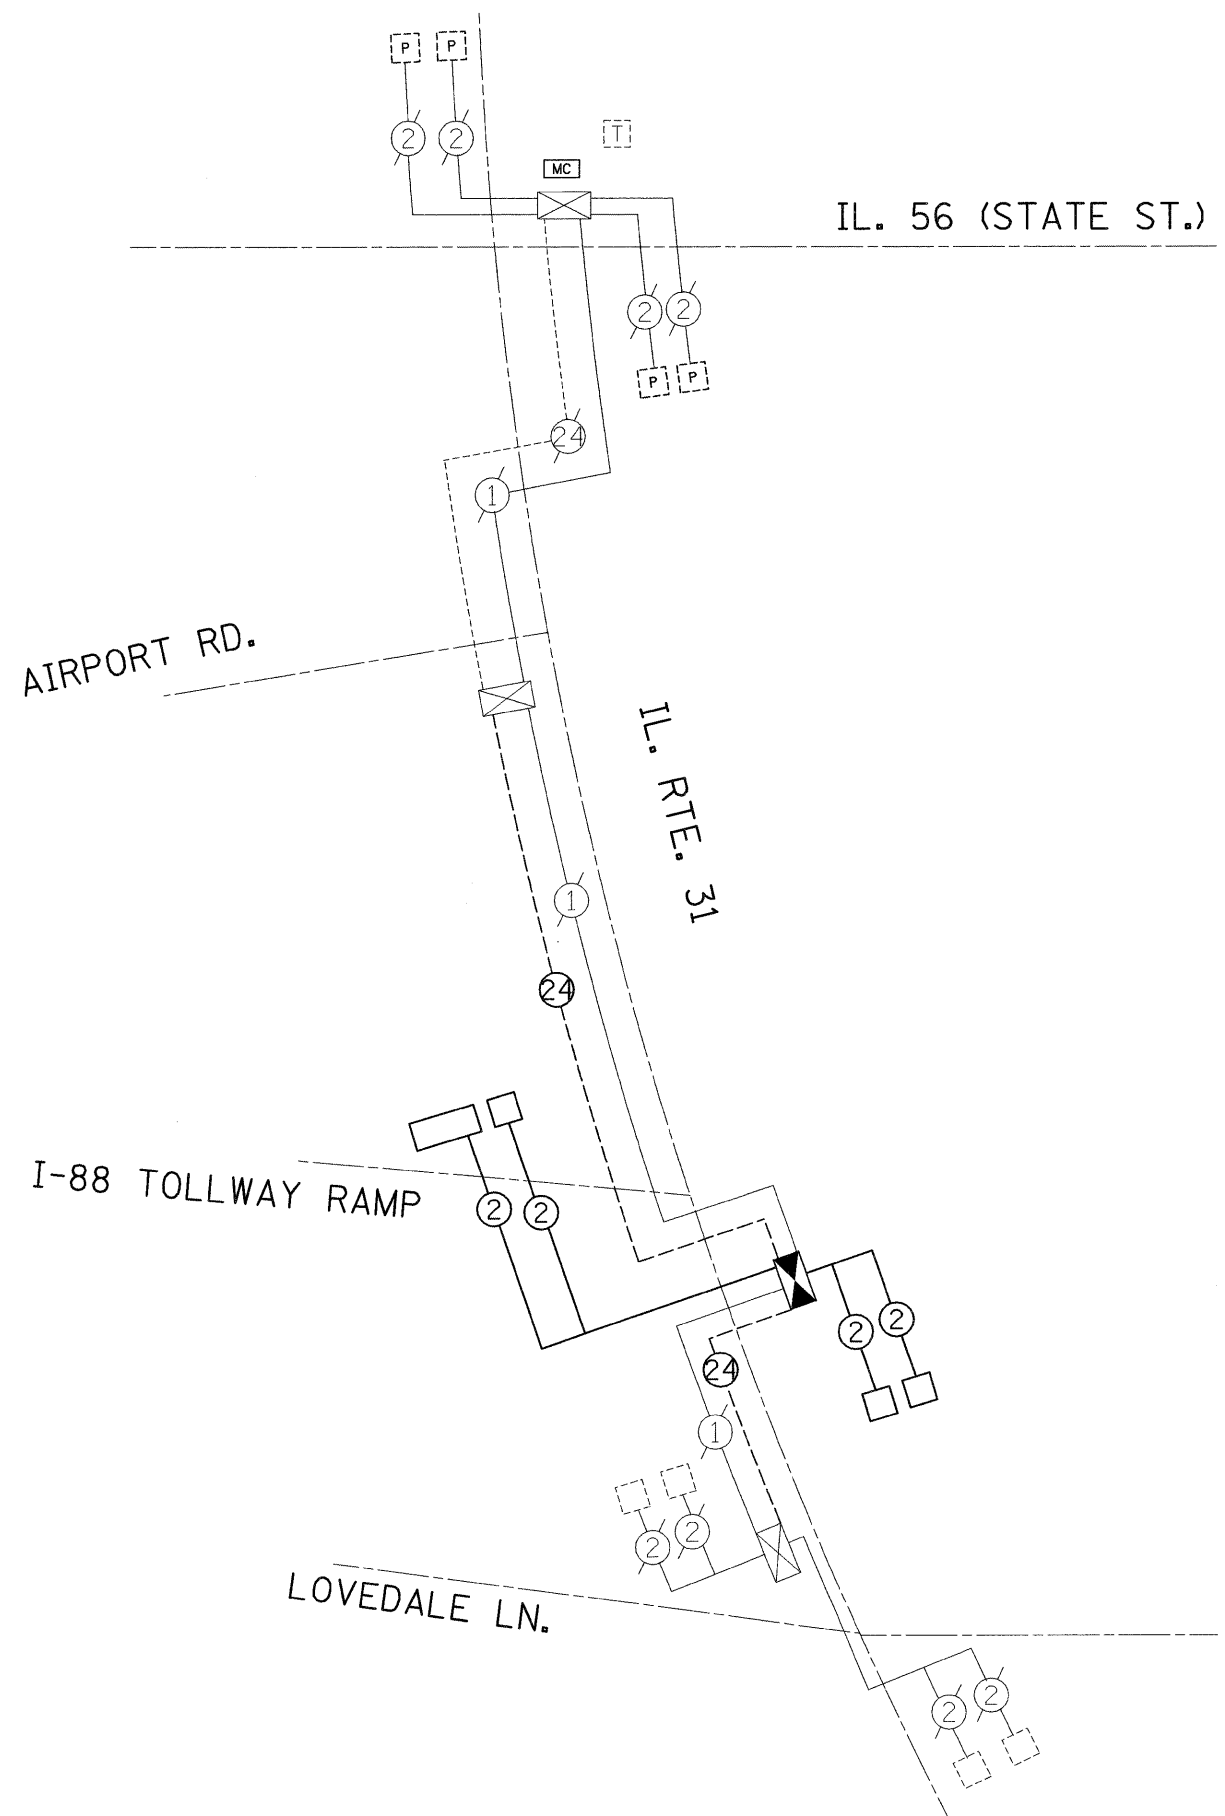 P P
2 2
T
MC
IL. 56 (STATE ST.)
2 2
P P
24
1
AIRPORT RD.
IL. RTE. 31
1
24
I-88 TOLLWAY RAMP
2 2
2 2
24
1
2 2
LOVEDALE LN.
2 2